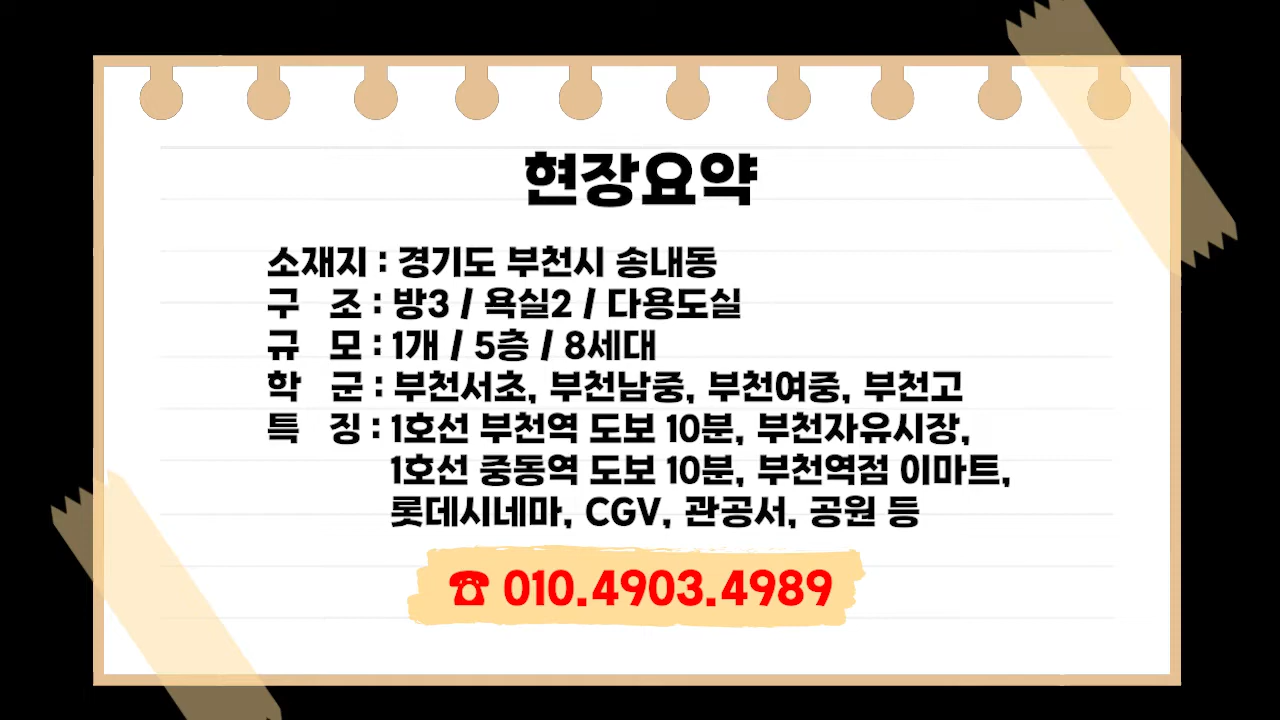 현장요약
소재지 : 경기도 부천시 송내동
구 조 : 방3 / 욕실2 / 다용도실
규 모 : 1개 / 5층 / 8세대
학 군 : 부천서초, 부천남중, 부천여중, 부천고
특 징 : 1호선 부천역 도보 10분, 부천자유시장,
1호선 중동역 도보 10분, 부천역점 이마트,
롯데시네마, CGV, 관공서, 공원 등
☎ 010.4903.4989